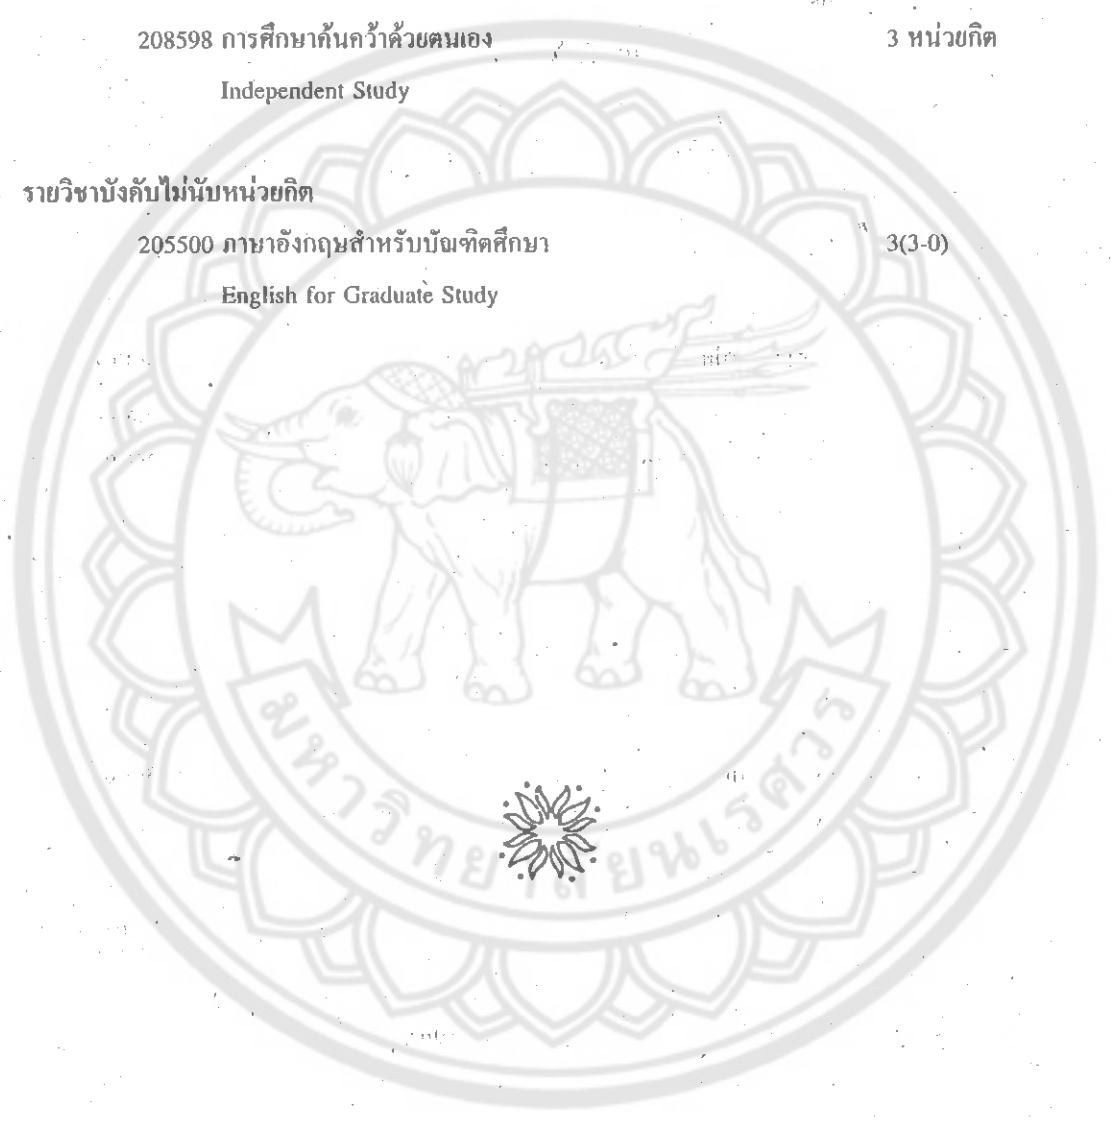 208598 การศึกษาค้นคว้าด้วยตนเอง 3 หน่วยกิต
Independent Study
รายวิชาบังคับไม่นับหน่วยกิต
205500 ภาษาอังกฤษสำหรับบัณฑิตศึกษา 3(3-0)
English for Graduate Study
มหาวิทยาลัยนเรศวร